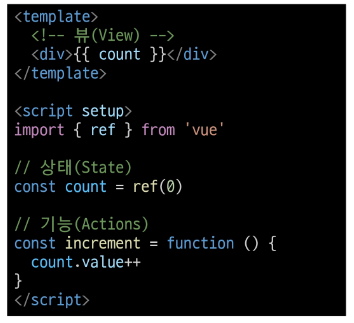 <template>
  <!-- 뷰(View) -->
  <div>{{ count }}</div>
</template>

<script setup>
import { ref } from 'vue'

// 상태(State)
const count = ref(0)

// 기능(Actions)
const increment = function () {
  count.value++
}
</script>